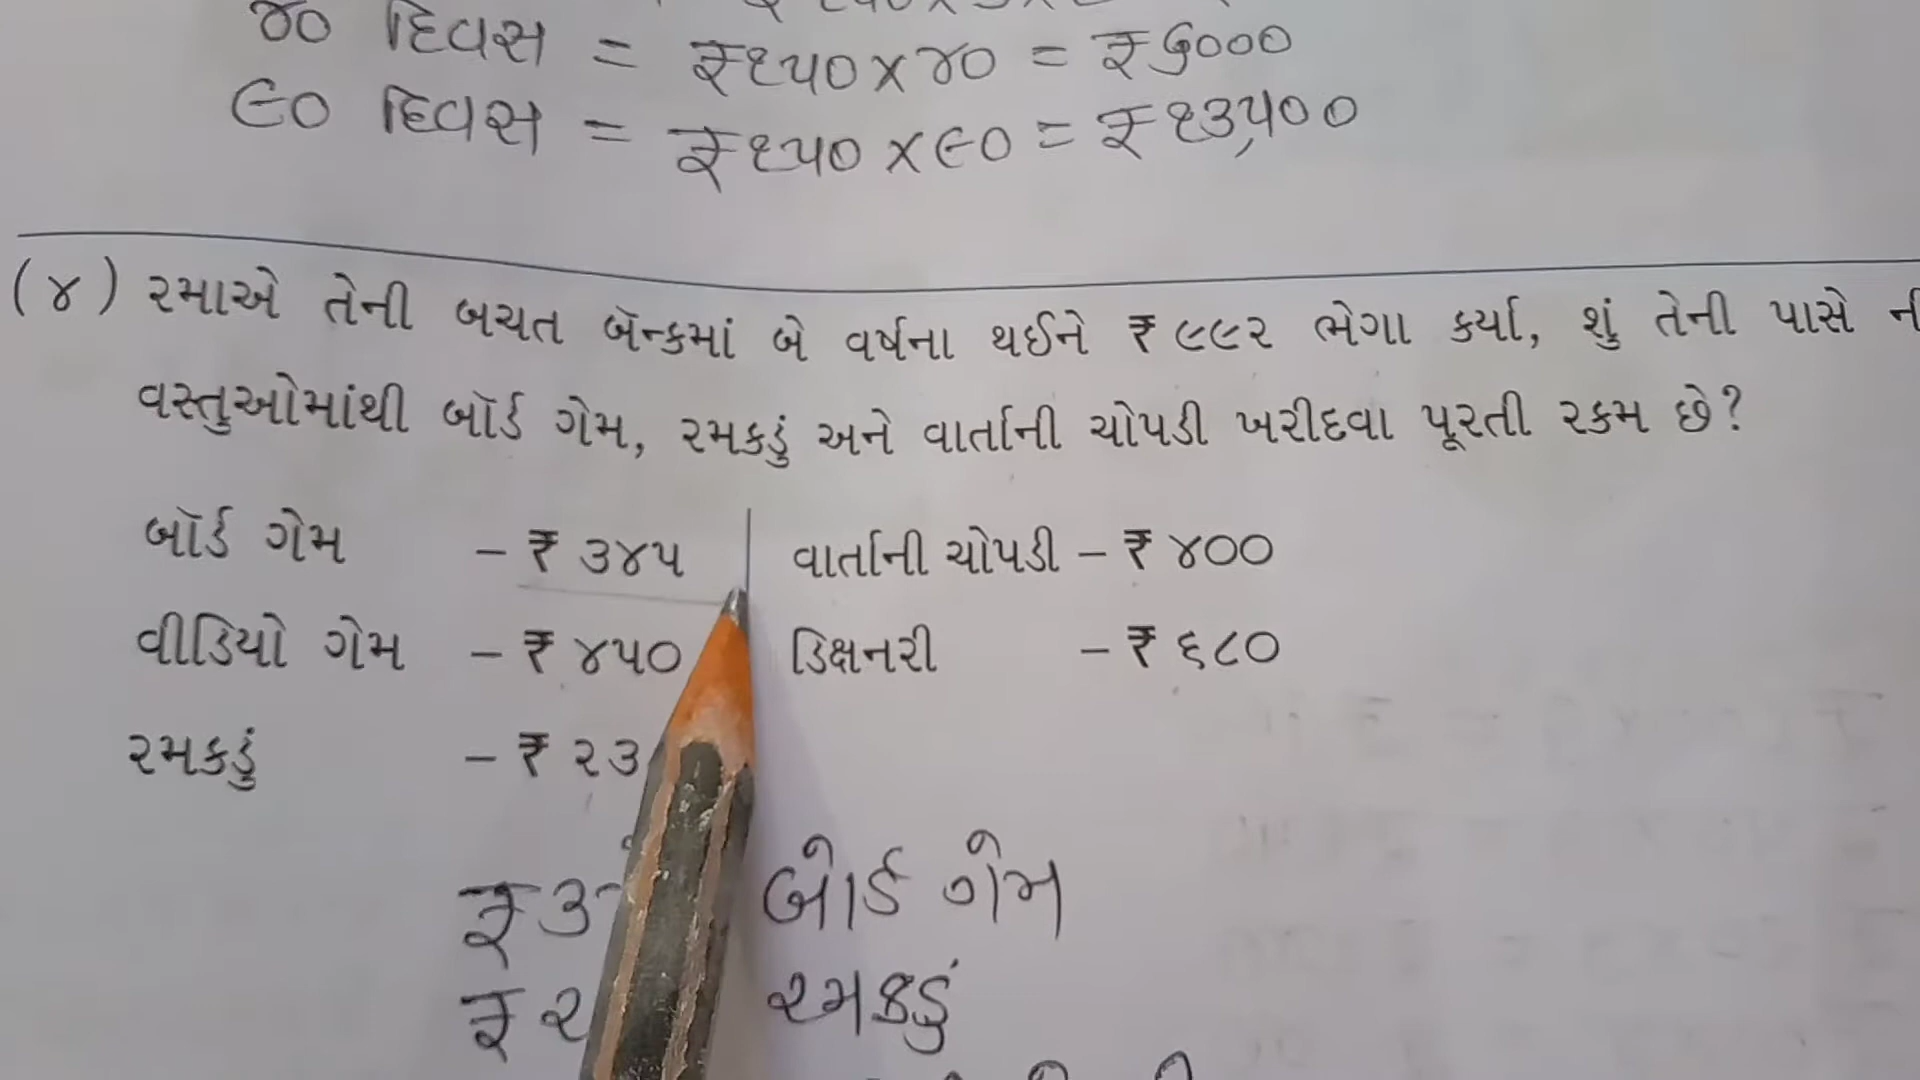 ૪૦ દિવસ = ₹૧૫૦×૪૦ = ₹૬૦૦૦
૯૦ દિવસ = ₹૧૫૦×૯૦ = ₹૧૩,૫૦૦
(૪) રમાએ તેની બચત બૅન્કમાં બે વર્ષના થઈને ₹ ૯૯૨ ભેગા કર્યા, શું તેની પાસે
વસ્તુઓમાંથી બૉર્ડ ગેમ, રમકડું અને વાર્તાની ચોપડી ખરીદવા પૂરતી રકમ છે?
બૉર્ડ ગેમ – ₹ ૩૪૫ વાર્તાની ચોપડી – ₹ ૪૦૦
વીડિયો ગેમ – ₹ ૪૫૦ ડિક્ષનરી – ₹ ૬૮૦
રમકડું – ₹ ૨૩
₹૩ બોર્ડ ગેમ
₹૨ રમકડું